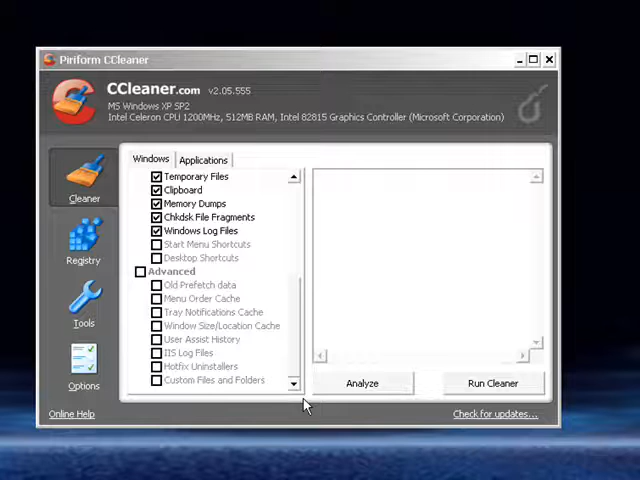 Piriform CCleaner
CCleaner.com v2.05.555
MS Windows XP SP2
Intel Celeron CPU 1200MHz, 512MB RAM, Intel 82815 Graphics Controller (Microsoft Corporation)
Cleaner
Registry
Tools
Options
Windows
Applications
Temporary Files
Clipboard
Memory Dumps
Chkdsk File Fragments
Windows Log Files
Start Menu Shortcuts
Desktop Shortcuts
Advanced
Old Prefetch data
Menu Order Cache
Tray Notifications Cache
Window Size/Location Cache
User Assist History
IIS Log Files
Hotfix Uninstallers
Custom Files and Folders
Analyze
Run Cleaner
Online Help
Check for updates...